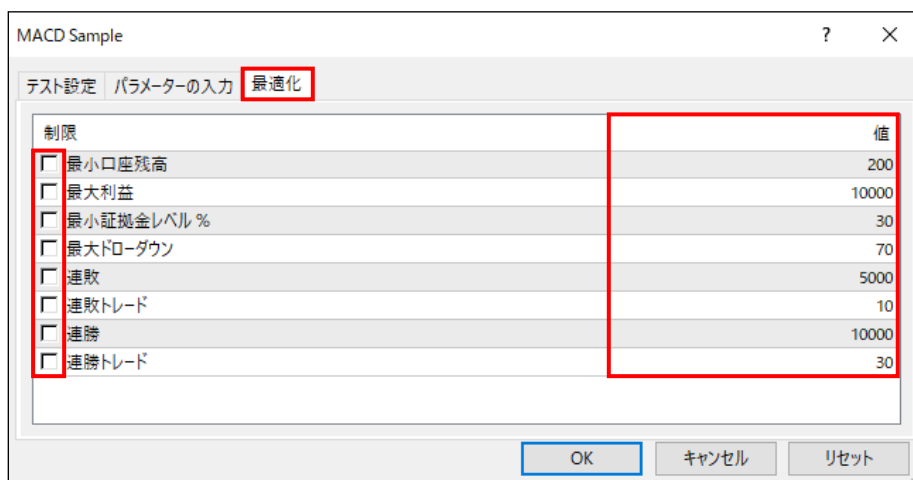 MACD Sample ? ×
テスト設定 パラメーターの入力 最適化
制限 値
最小口座残高 200
最大利益 10000
最小証拠金レベル % 30
最大ドローダウン 70
連敗 5000
連敗トレード 10
連勝 10000
連勝トレード 30
OK キャンセル リセット